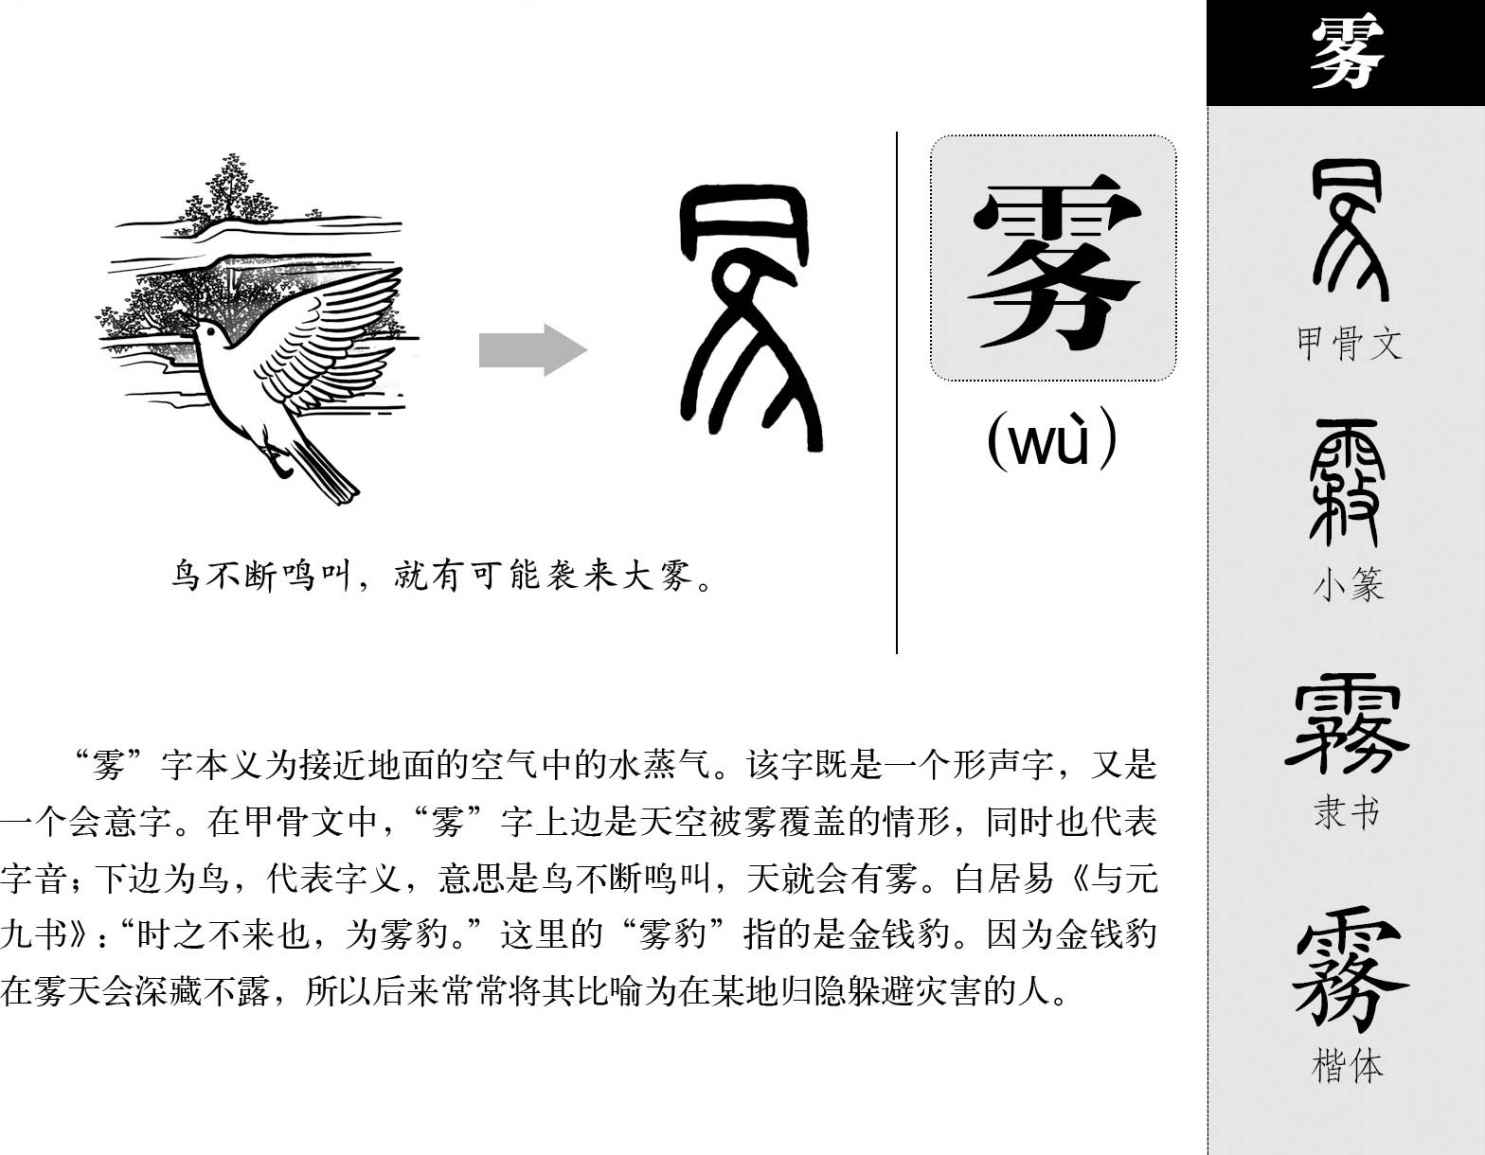 雾
雾
(wù)
鸟不断鸣叫，就有可能袭来大雾。
“雾”字本义为接近地面的空气中的水蒸气。该字既是一个形声字，又是
一个会意字。在甲骨文中，“雾”字上边是天空被雾覆盖的情形，同时也代表
字音；下边为鸟，代表字义，意思是鸟不断鸣叫，天就会有雾。白居易《与元
九书》：“时之不来也，为雾豹。”这里的“雾豹”指的是金钱豹。因为金钱豹
在雾天会深藏不露，所以后来常常将其比喻为在某地归隐躲避灾害的人。
甲骨文
小篆
霧
隶书
霧
楷体